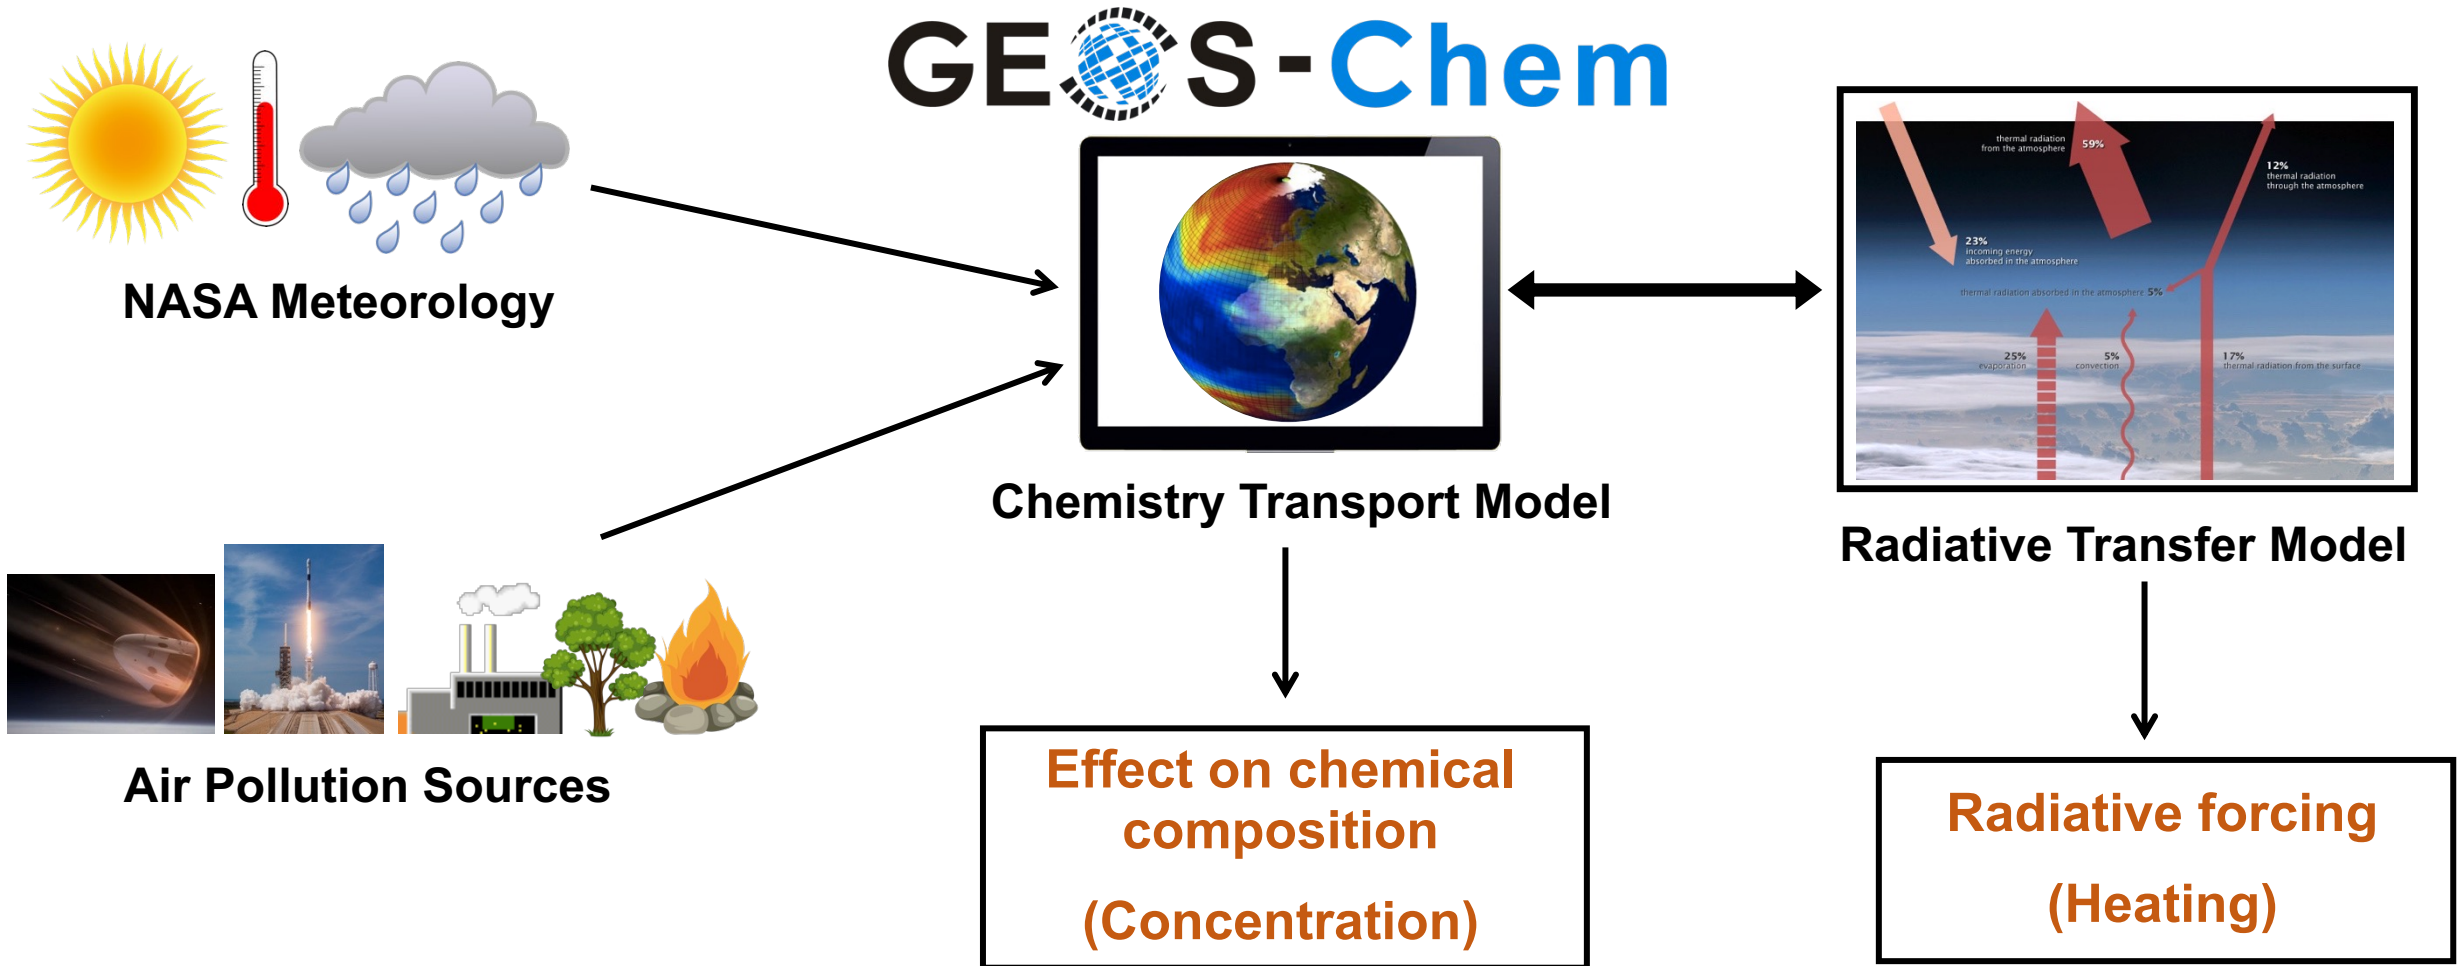 GEOS-Chem
NASA Meteorology
Air Pollution Sources
Chemistry Transport Model
Effect on chemical
composition
(Concentration)
thermal radiation
from the atmosphere
59%
12%
thermal radiation
through the atmosphere
23%
incoming energy
absorbed in the atmosphere
thermal radiation absorbed in the atmosphere 5%
25%
evaporation
5%
convection
17%
thermal radiation from the surface
Radiative Transfer Model
Radiative forcing
(Heating)